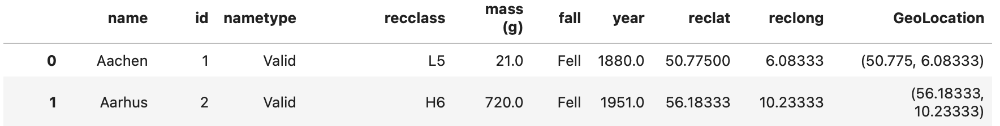 name id nametype recclass mass (g) fall year reclat reclong GeoLocation
0 Aachen 1 Valid L5 21.0 Fell 1880.0 50.77500 6.08333 (50.775, 6.08333)
1 Aarhus 2 Valid H6 720.0 Fell 1951.0 56.18333 10.23333 (56.18333, 10.23333)